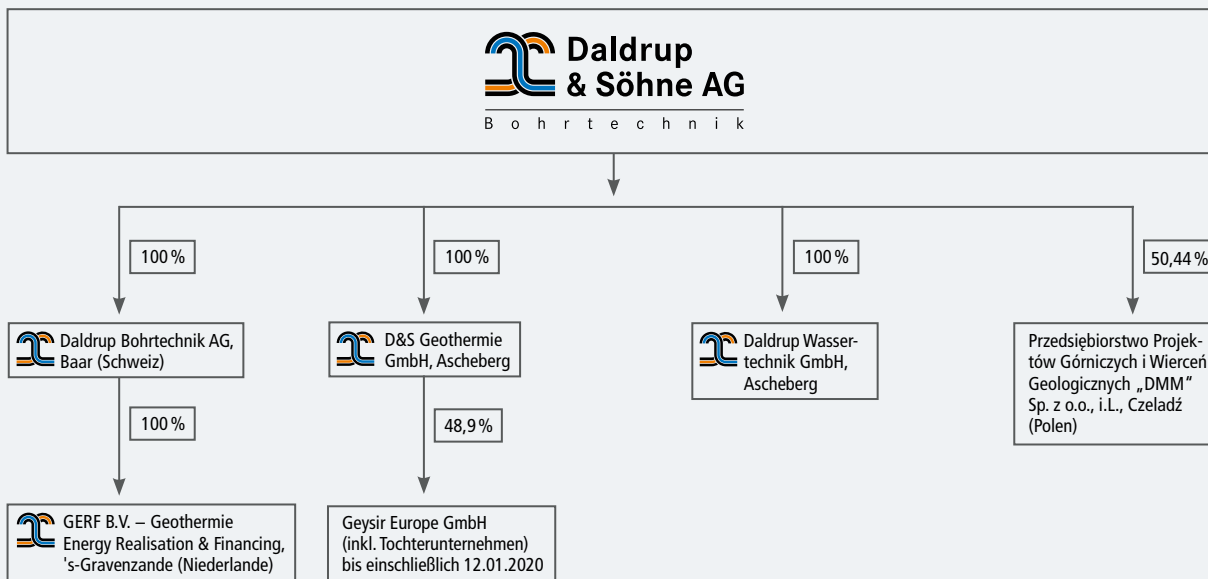 Daldrup
& Söhne AG
Bohrtechnik
100 %
100 %
100 %
50,44 %
Daldrup Bohrtechnik AG,
Baar (Schweiz)
D&S Geothermie
GmbH, Ascheberg
Daldrup Wasser-
technik GmbH,
Ascheberg
Przedsiębiorstwo Projek-
tów Górniczych i Wierceń
Geologicznych „DMM“
Sp. z o.o., i.L., Czeladź
(Polen)
100 %
48,9 %
GERF B.V. – Geothermie
Energy Realisation & Financing,
's-Gravenzande (Niederlande)
Geysir Europe GmbH
(inkl. Tochterunternehmen)
bis einschließlich 12.01.2020